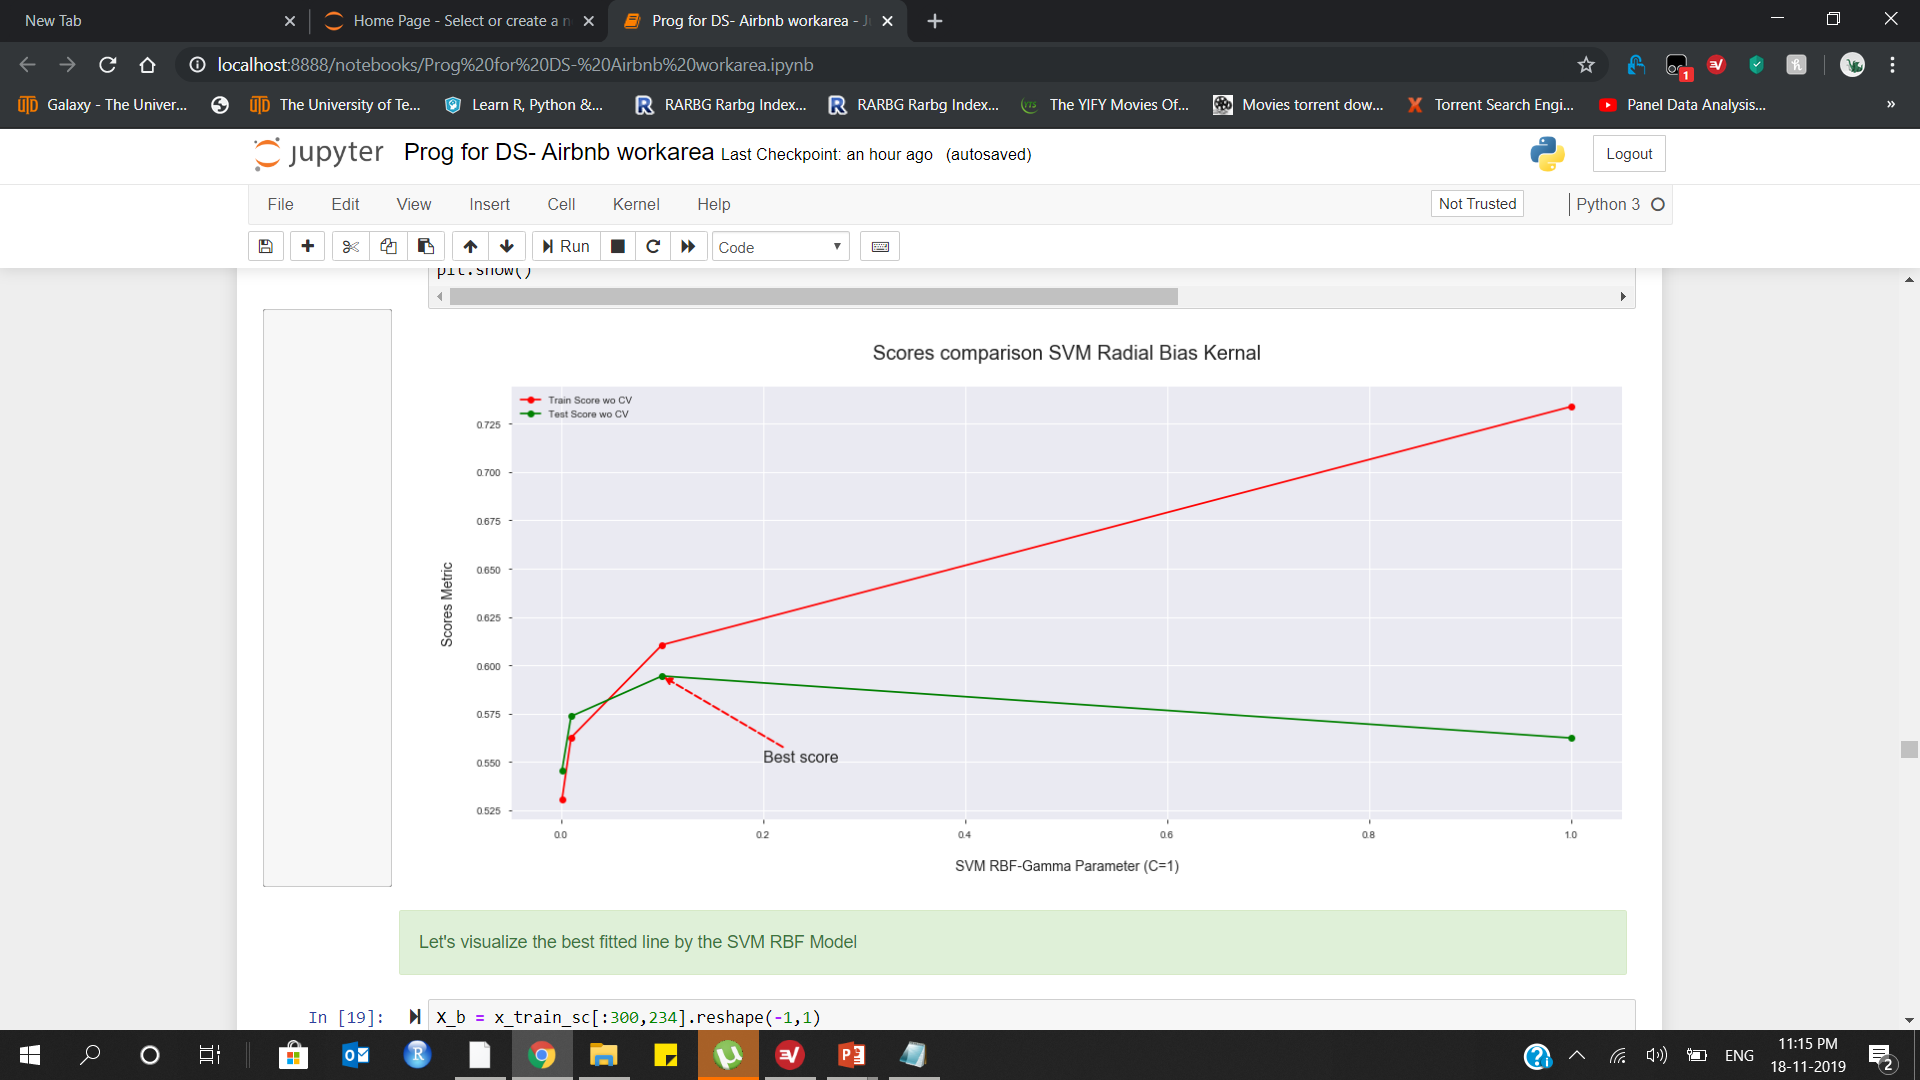 New Tab
Home Page - Select or create a n
Prog for DS- Airbnb workarea - J
localhost:8888/notebooks/Prog%20for%20DS-%20Airbnb%20workarea.ipynb
1
Galaxy - The Univer...
The University of Te...
Learn R, Python &...
RARBG Rarbg Index...
RARBG Rarbg Index...
The YIFY Movies Of...
Movies torrent dow...
Torrent Search Engi...
Panel Data Analysis...
»
jupyter
Prog for DS- Airbnb workarea Last Checkpoint: an hour ago (autosaved)
Logout
File Edit View Insert Cell Kernel Help
Not Trusted
Python 3
Run
Code
plt.show()
Scores comparison SVM Radial Bias Kernal
Train Score wo CV
Test Score wo CV
0.725
0.700
0.675
0.650
0.625
0.600
0.575
0.550
0.525
Scores Metric
Best score
0.0 0.2 0.4 0.6 0.8 1.0
SVM RBF-Gamma Parameter (C=1)
Let's visualize the best fitted line by the SVM RBF Model
In [19]:
X_b = x_train_sc[:300,234].reshape(-1,1)
ENG
11:15 PM
18-11-2019
2